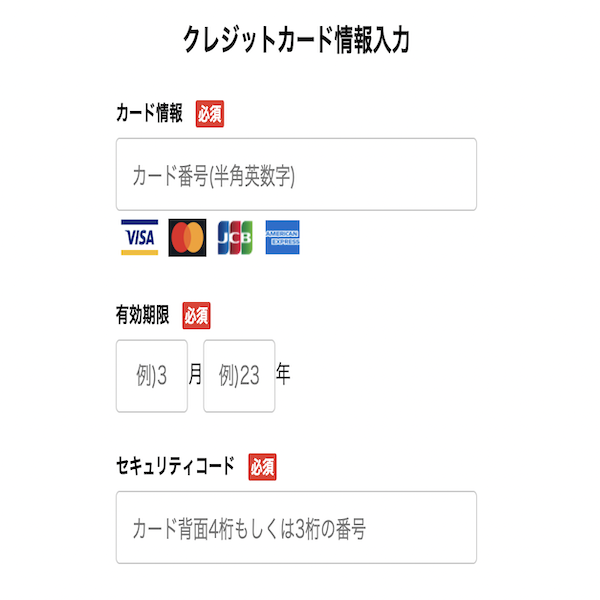 クレジットカード情報入力
カード情報 必須
カード番号(半角英数字)
VISA JCB AMERICAN EXPRESS
有効期限 必須
例)3 月 例)23 年
セキュリティコード 必須
カード背面4桁もしくは3桁の番号